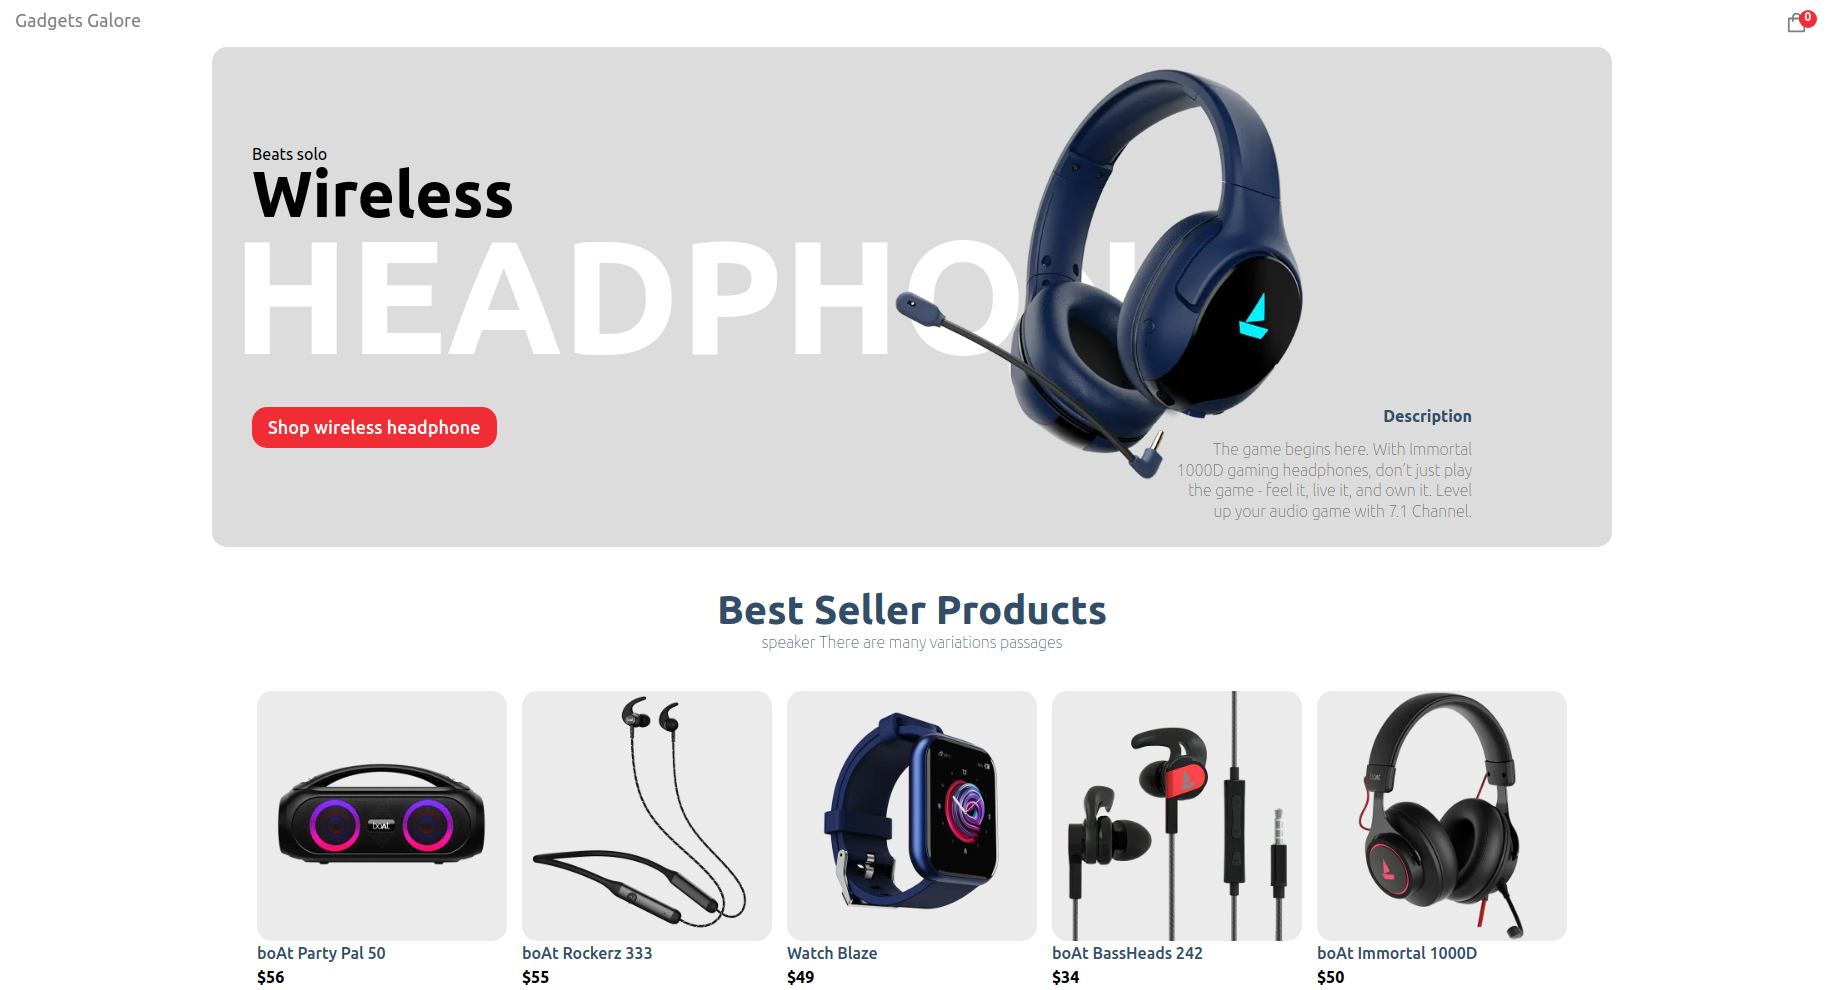 Gadgets Galore
0
Beats solo
Wireless
HEADPHON
Shop wireless headphone
Description
The game begins here. With Immortal
1000D gaming headphones, don't just play
the game - feel it, live it, and own it. Level
up your audio game with 7.1 Channel.
Best Seller Products
speaker There are many variations passages
boAt
12
boAt Party Pal 50
$56
boAt Rockerz 333
$55
Watch Blaze
$49
boAt BassHeads 242
$34
boAt Immortal 1000D
$50